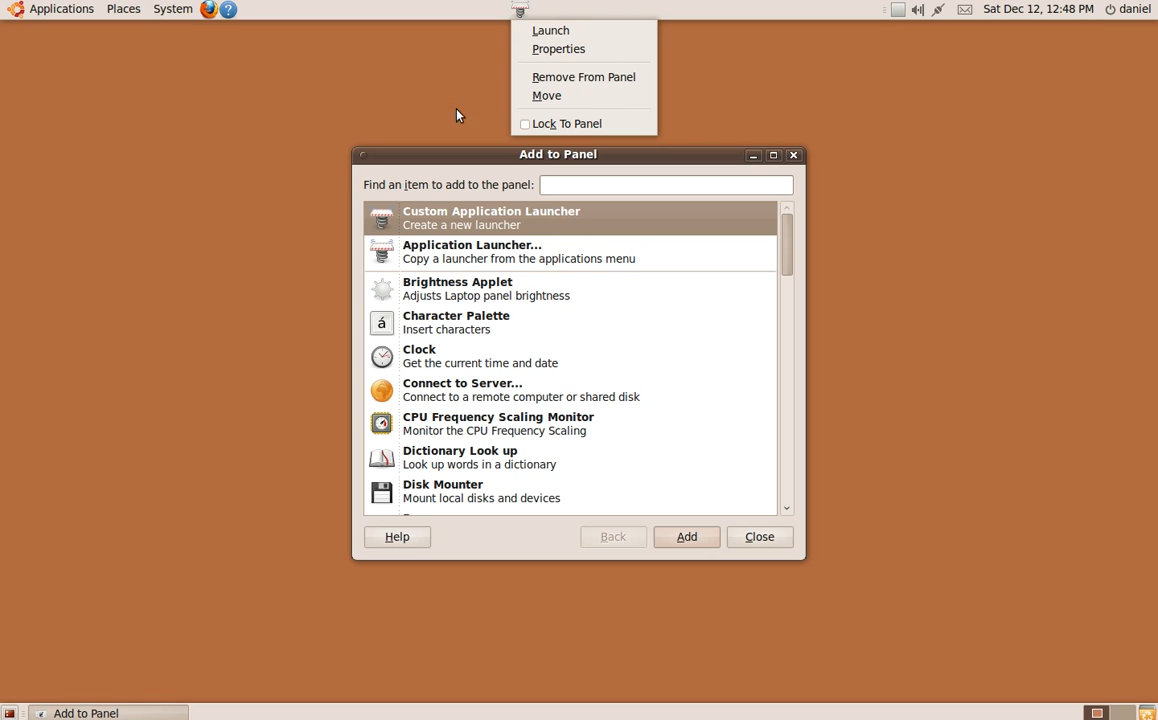 Applications Places System
Sat Dec 12, 12:48 PM daniel
Launch
Properties
Remove From Panel
Move
Lock To Panel
Add to Panel
Find an item to add to the panel:
Custom Application Launcher
Create a new launcher
Application Launcher...
Copy a launcher from the applications menu
Brightness Applet
Adjusts Laptop panel brightness
á
Character Palette
Insert characters
Clock
Get the current time and date
Connect to Server...
Connect to a remote computer or shared disk
CPU Frequency Scaling Monitor
Monitor the CPU Frequency Scaling
Dictionary Look up
Look up words in a dictionary
Disk Mounter
Mount local disks and devices
Help
Back
Add
Close
Add to Panel